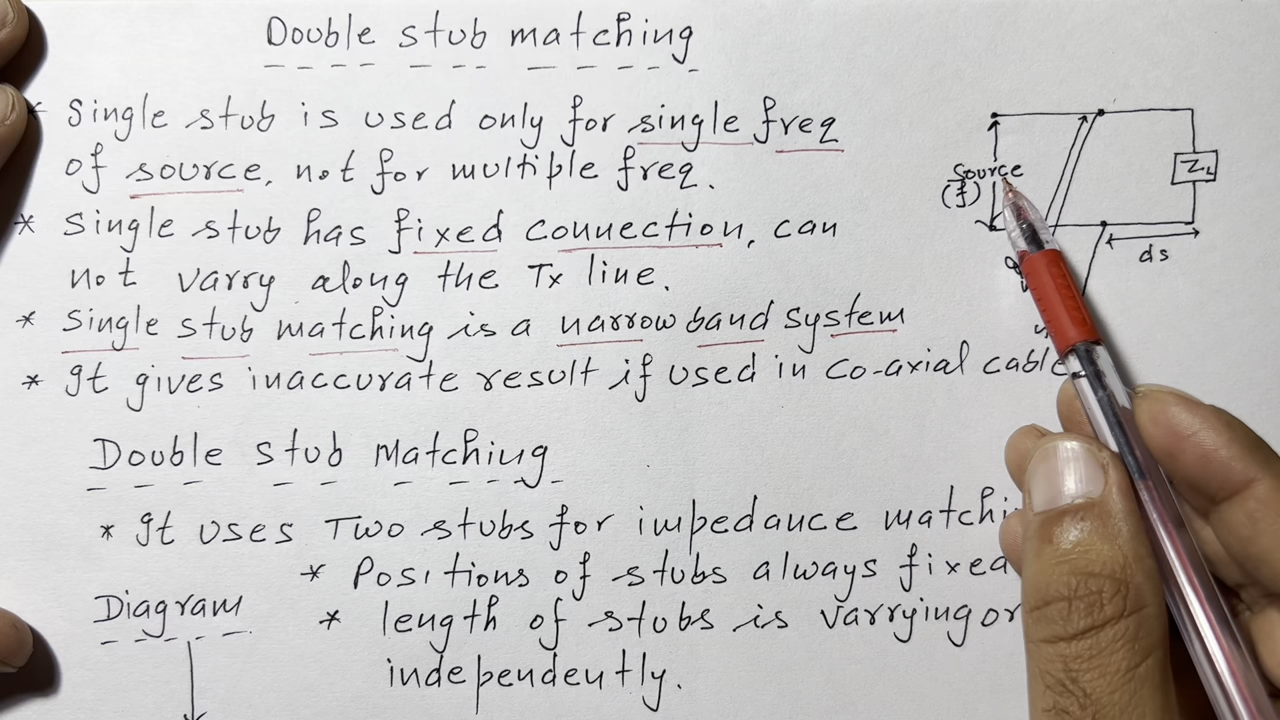 Double stub matching
* Single stub is used only for single freq
of source, not for multiple freq.
* Single stub has fixed connection, can
not varry along the Tx line.
* Single stub matching is a narrow band system
* It gives inaccurate result if used in Co-axial cable
Source
(f)
ZL
ds
Double stub Matching
* It uses Two stubs for impedance matchi
* Positions of stubs always fixed
Diagram
* length of stubs is varrying or
independently.